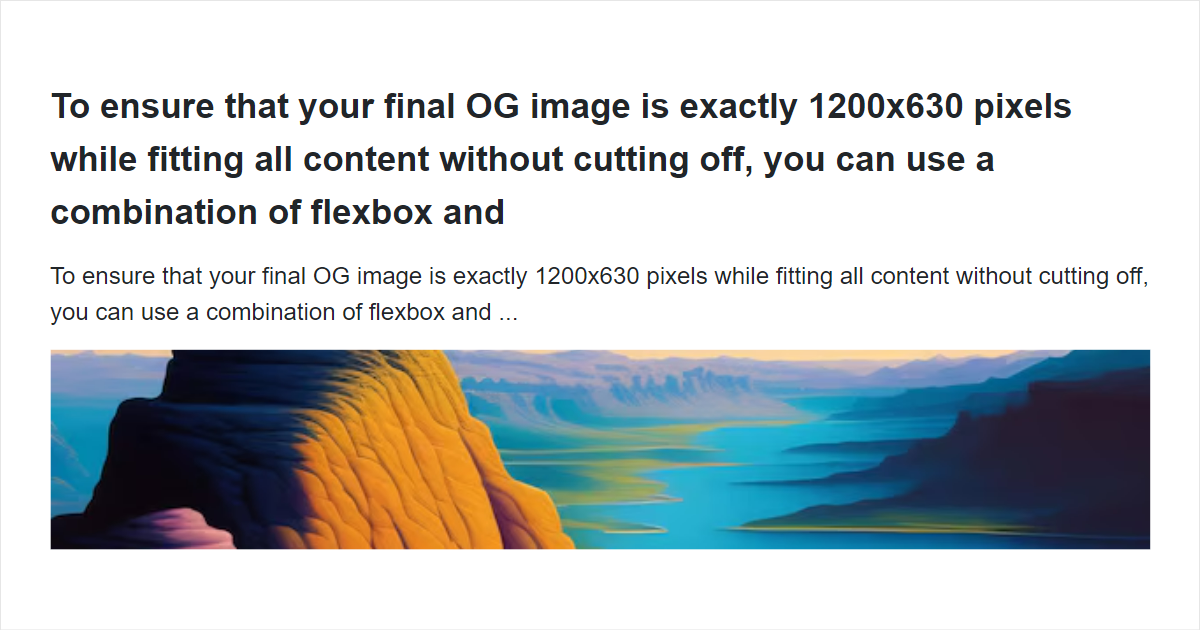 To ensure that your final OG image is exactly 1200x630 pixels
while fitting all content without cutting off, you can use a
combination of flexbox and
To ensure that your final OG image is exactly 1200x630 pixels while fitting all content without cutting off,
you can use a combination of flexbox and ...